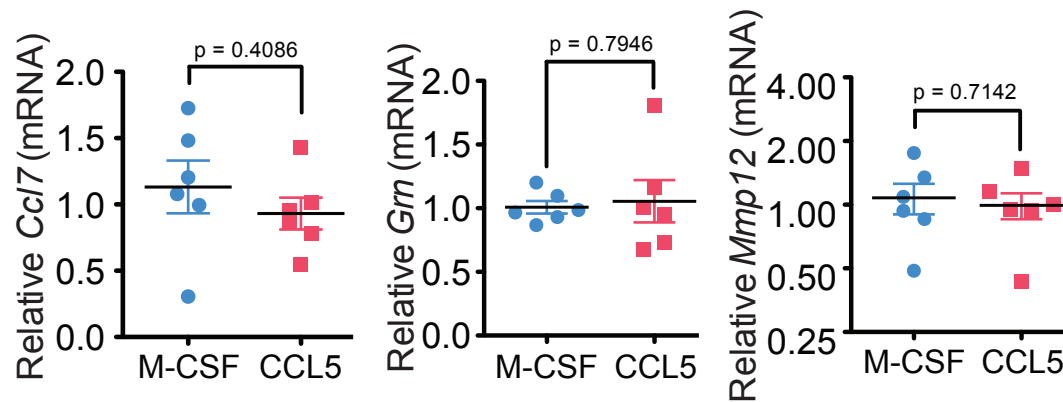 Relative Ccl7 (mRNA)
p = 0.4086
2.0
1.5
1.0
0.5
0.0
M-CSF CCL5
Relative Grn (mRNA)
p = 0.7946
2.0
1.5
1.0
0.5
0.0
M-CSF CCL5
Relative Mmp12 (mRNA)
p = 0.7142
4.00
2.00
1.00
0.50
0.25
M-CSF CCL5